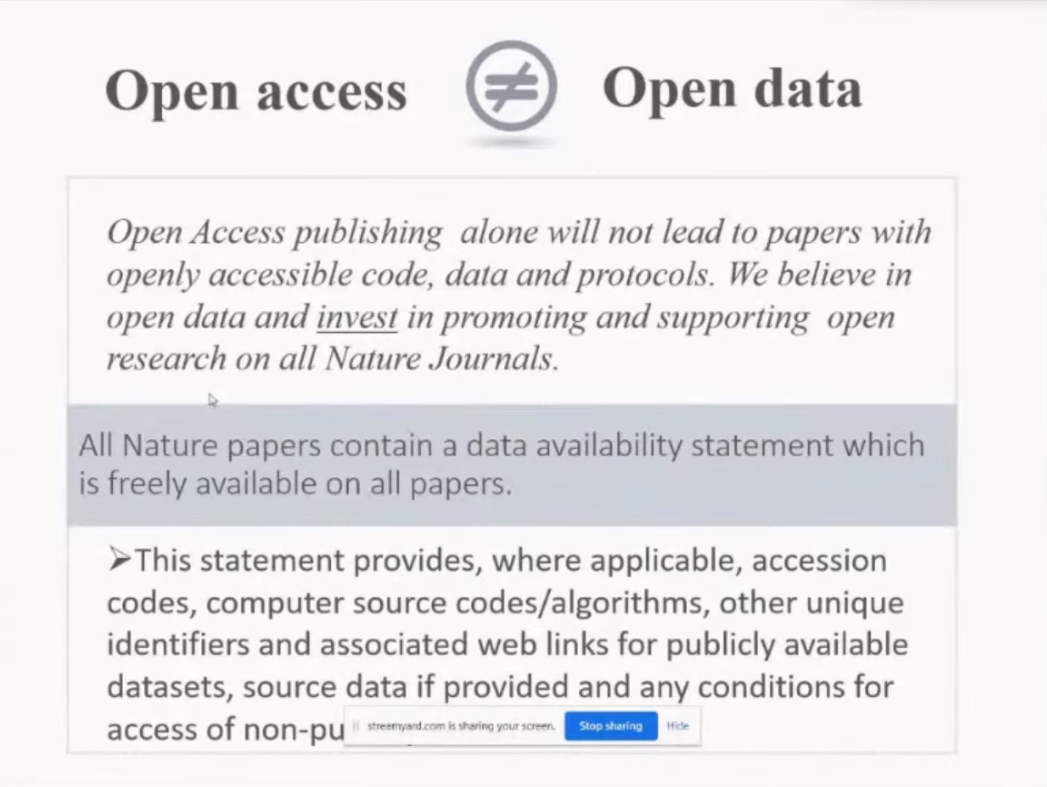 Open access ≠ Open data
Open Access publishing alone will not lead to papers with
openly accessible code, data and protocols. We believe in
open data and invest in promoting and supporting open
research on all Nature Journals.
All Nature papers contain a data availability statement which
is freely available on all papers.
➢This statement provides, where applicable, accession
codes, computer source codes/algorithms, other unique
identifiers and associated web links for publicly available
datasets, source data if provided and any conditions for
access of non-pu
streamyard.com is sharing your screen. Stop sharing Hide